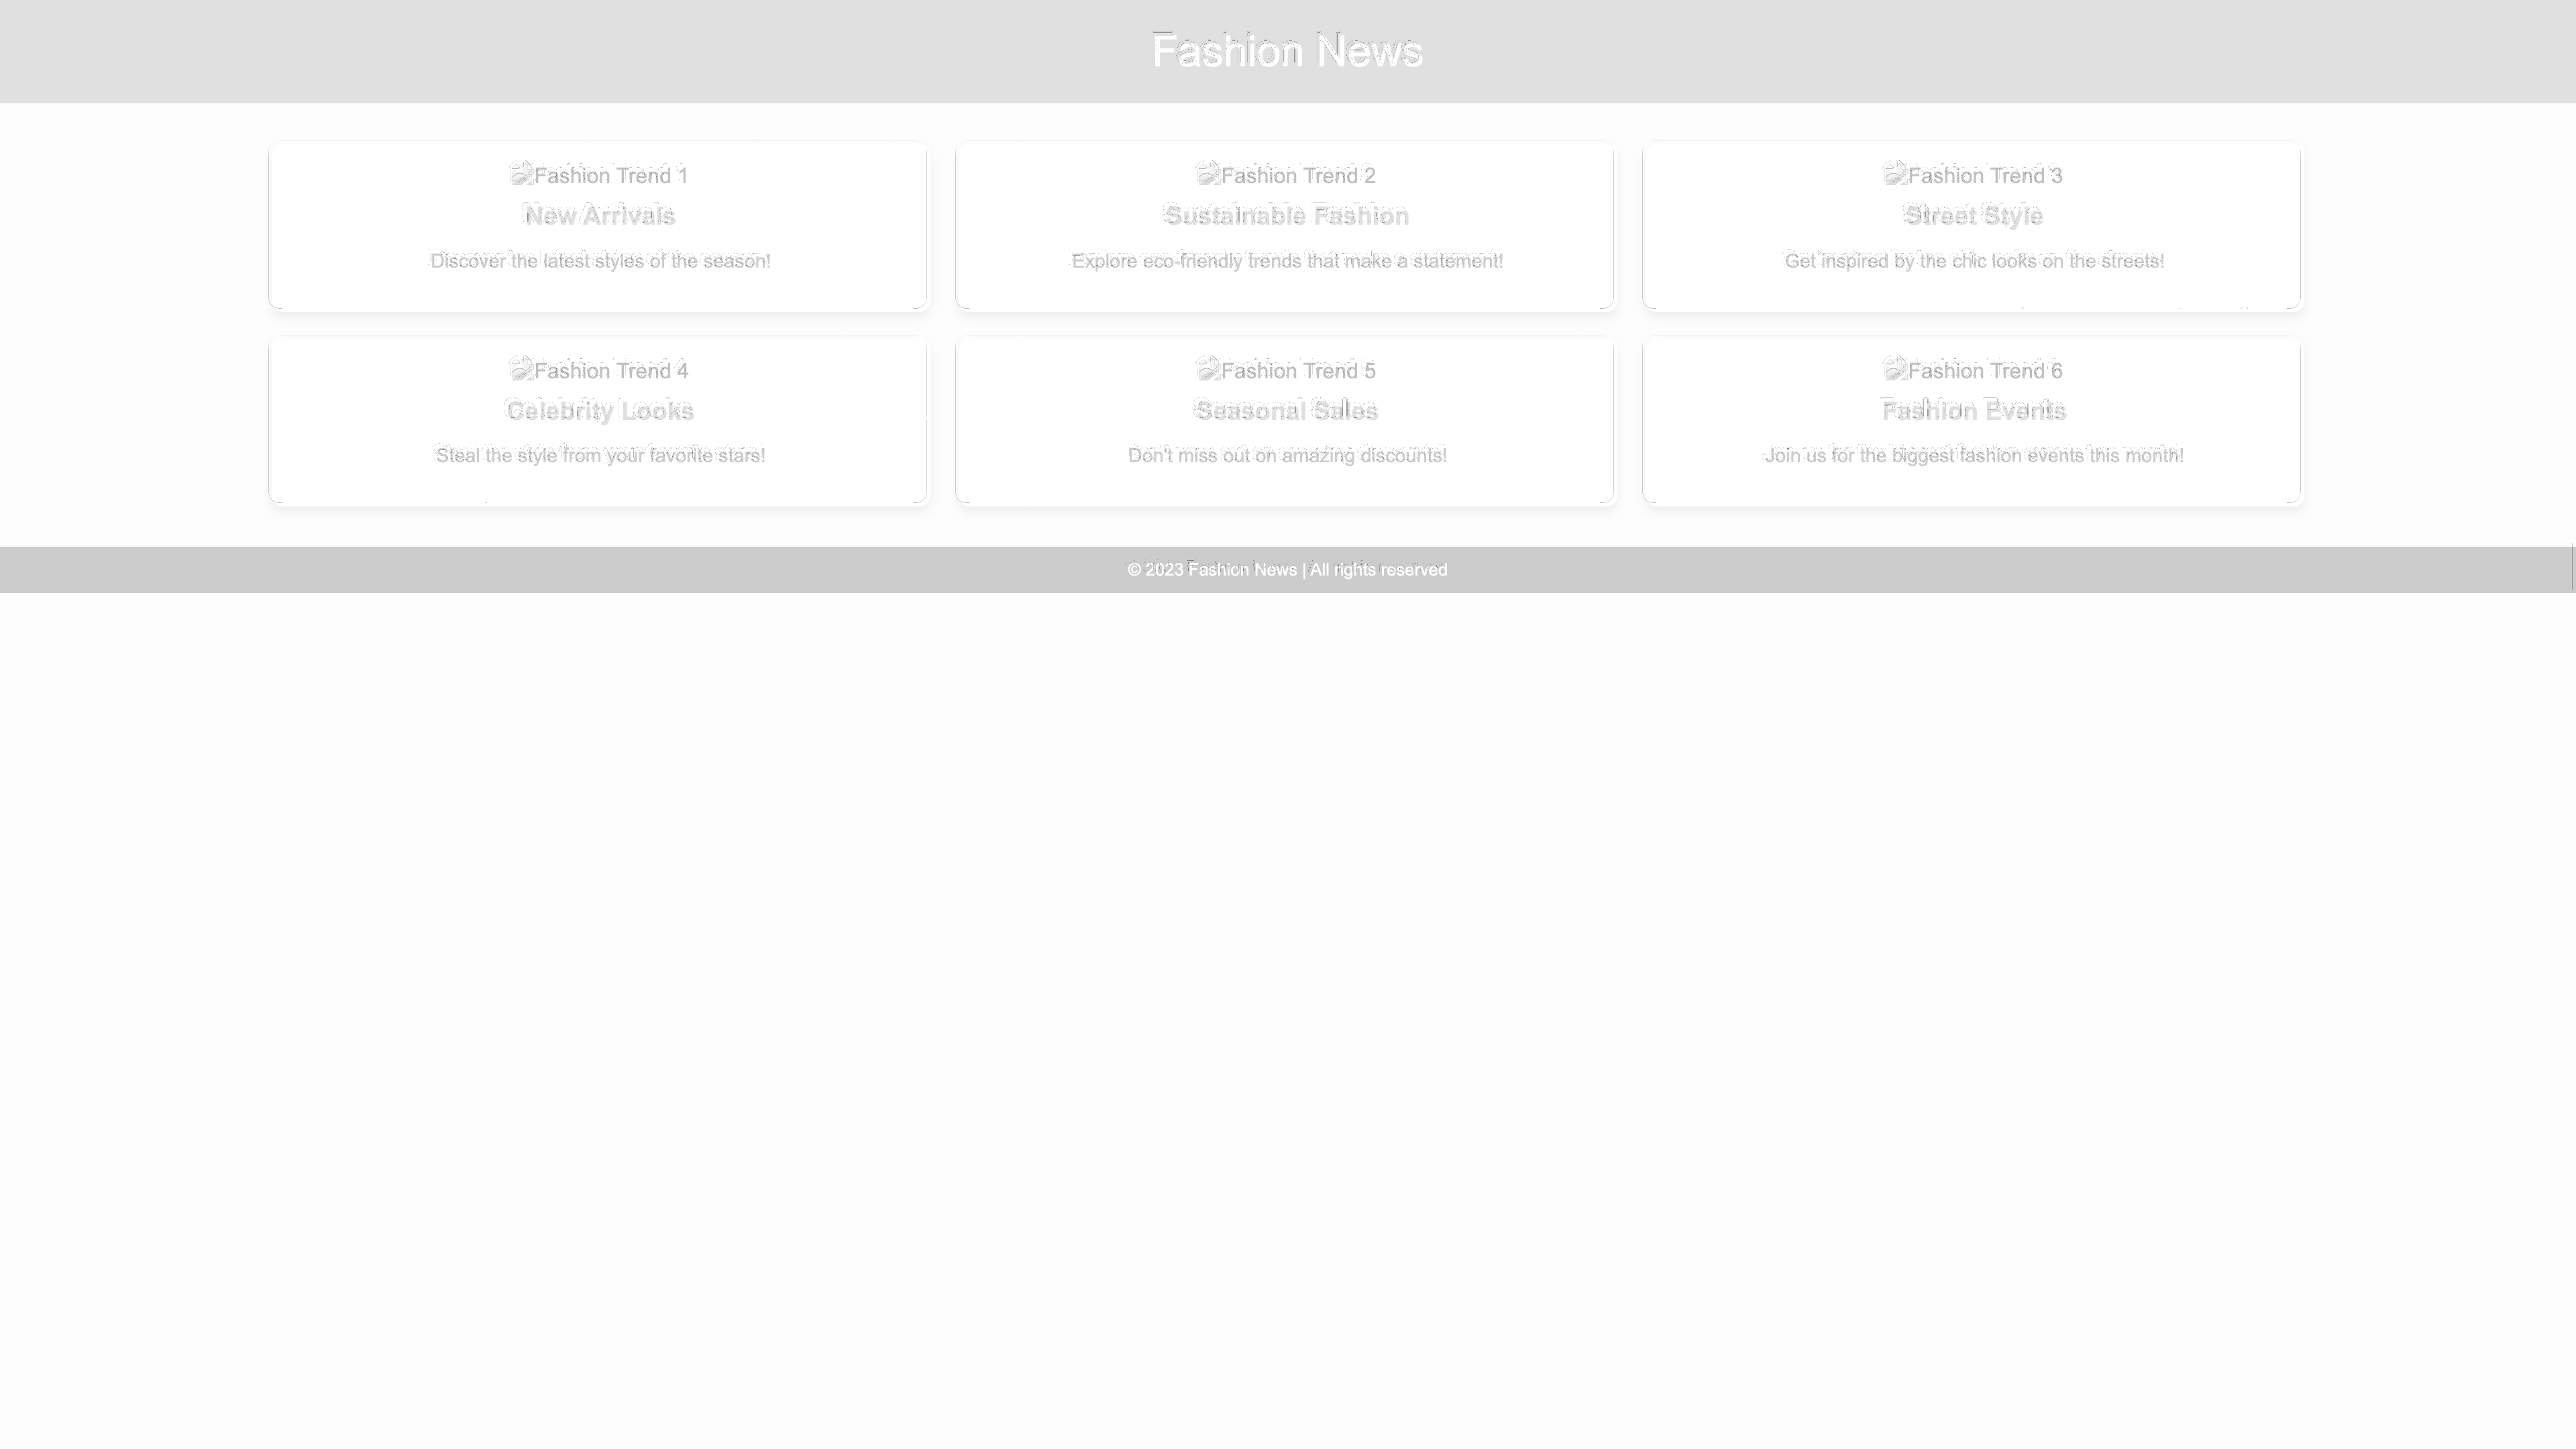 Fashion News
Fashion Trend 1
New Arrivals
Discover the latest styles of the season!
Fashion Trend 2
Sustainable Fashion
Explore eco-friendly trends that make a statement!
Fashion Trend 3
Street Style
Get inspired by the chic looks on the streets!
Fashion Trend 4
Celebrity Looks
Steal the style from your favorite stars!
Fashion Trend 5
Seasonal Sales
Don't miss out on amazing discounts!
Fashion Trend 6
Fashion Events
Join us for the biggest fashion events this month!
© 2023 Fashion News | All rights reserved